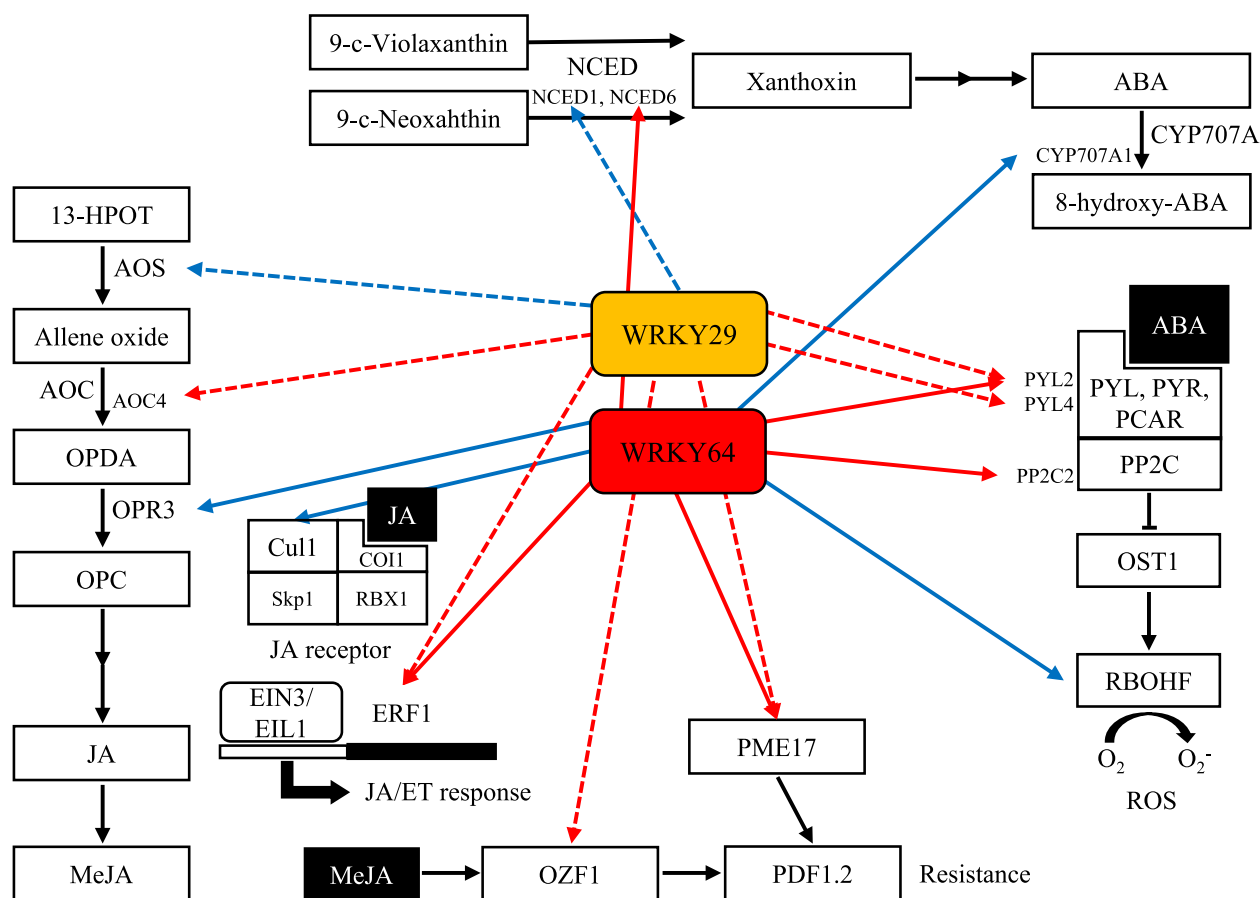 9-c-Violaxanthin
NCED
Xanthoxin
ABA
NCED1, NCED6
9-c-Neoxahthin
CYP707A
CYP707A1
8-hydroxy-ABA
13-HPOT
AOS
Allene oxide
AOC
AOC4
OPDA
OPR3
OPC
JA
MeJA
WRKY29
WRKY64
ABA
PYL2
PYL4
PYL, PYR,
PCAR
PP2C2
PP2C
OST1
RBOHF
O₂
O₂⁻
ROS
JA
Cul1
COI1
Skp1
RBX1
JA receptor
EIN3/
EIL1
ERF1
JA/ET response
PME17
MeJA
OZF1
PDF1.2
Resistance